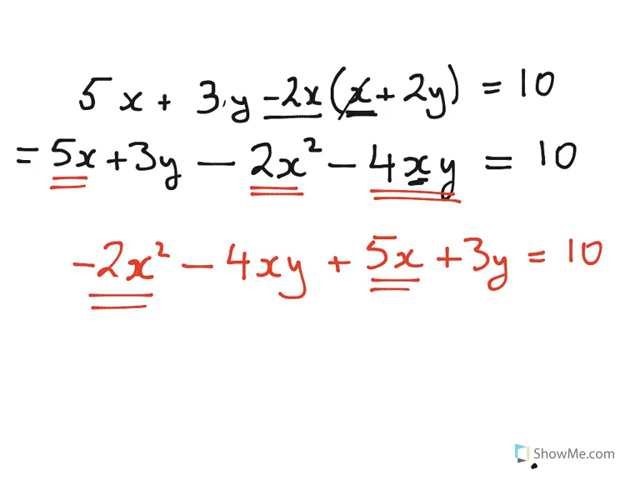 5x + 3y - 2x(x + 2y) = 10
= 5x + 3y - 2x² - 4xy = 10
-2x² - 4xy + 5x + 3y = 10
ShowMe.com